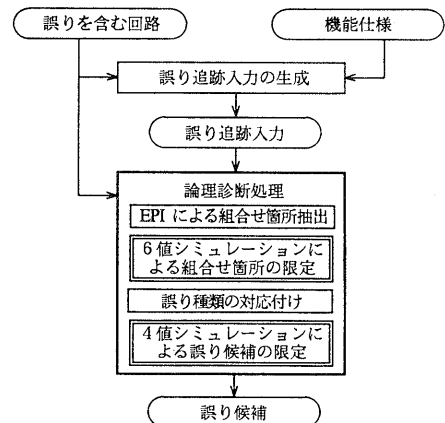 誤りを含む回路
機能仕様
誤り追跡入力の生成
誤り追跡入力
論理診断処理
EPI による組合せ箇所抽出
6値シミュレーションに
よる組合せ箇所の限定
誤り種類の対応付け
4値シミュレーション
による誤り候補の限定
誤り候補